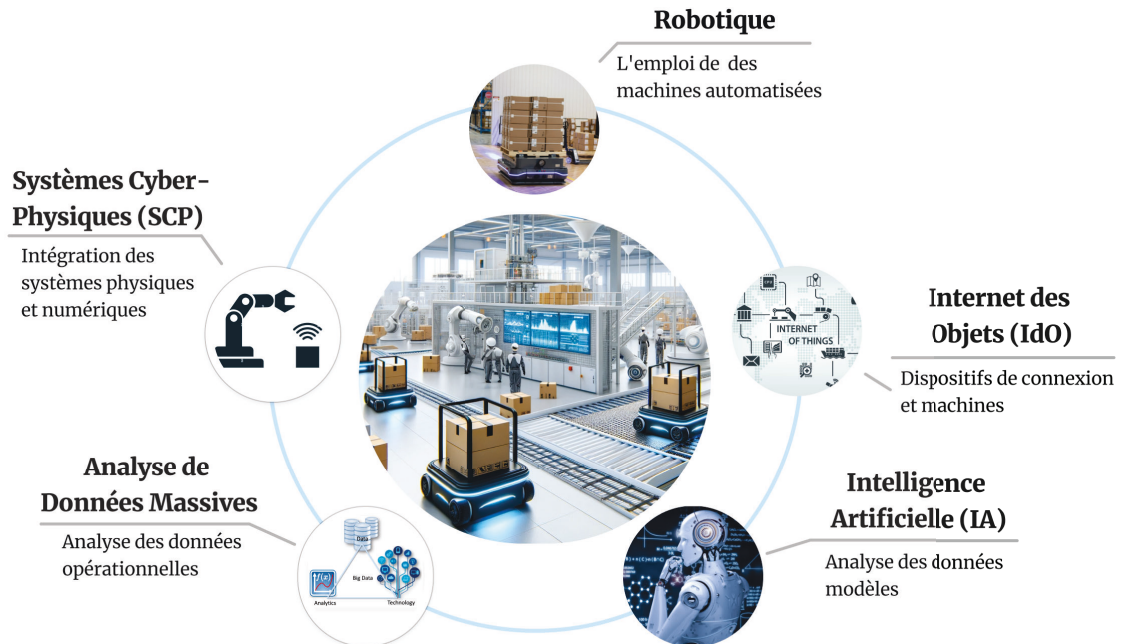 Robotique
L'emploi de des
machines automatisées
Systèmes Cyber-
Physiques (SCP)
Intégration des
systèmes physiques
et numériques
Internet des
Objets (IdO)
Dispositifs de connexion
et machines
INTERNET
OF THINGS
CPU
Analyse de
Données Massives
Analyse des données
opérationnelles
Data
Big Data
f(x)
Analytics
Technology
Intelligence
Artificielle (IA)
Analyse des données
modèles